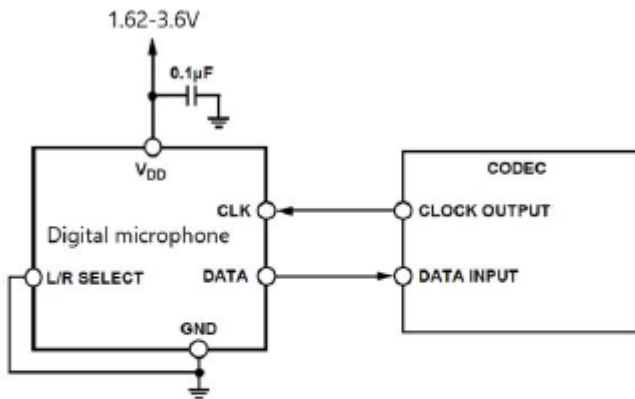 1.62-3.6V
0.1µF
VDD
CODEC
CLK
CLOCK OUTPUT
Digital microphone
L/R SELECT
DATA
DATA INPUT
GND